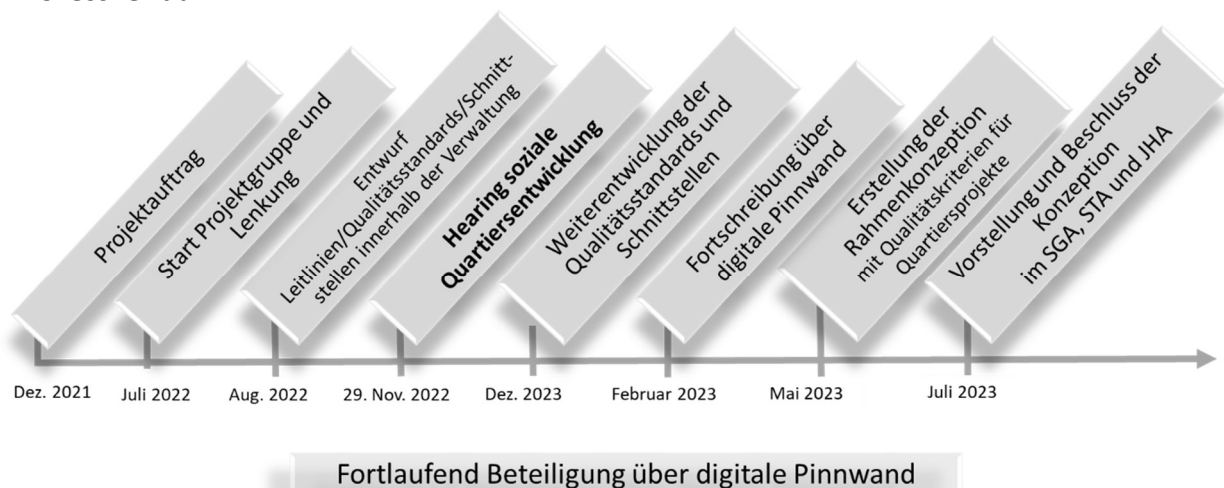 Projektauftrag
Start Projektgruppe und
Lenkung
Entwurf
Leitlinien/Qualitätsstandards/Schnitt-
stellen innerhalb der Verwaltung
Hearing soziale
Quartiersentwicklung
Weiterentwicklung der
Qualitätsstandards und
Schnittstellen
Fortschreibung über
digitale Pinnwand
Erstellung der
Rahmenkonzeption
mit Qualitätskriterien für
Quartiersprojekte
Vorstellung und Beschluss der
Konzeption
im SGA, STA und JHA
Dez. 2021
Juli 2022
Aug. 2022
29. Nov. 2022
Dez. 2023
Februar 2023
Mai 2023
Juli 2023
Fortlaufend Beteiligung über digitale Pinnwand